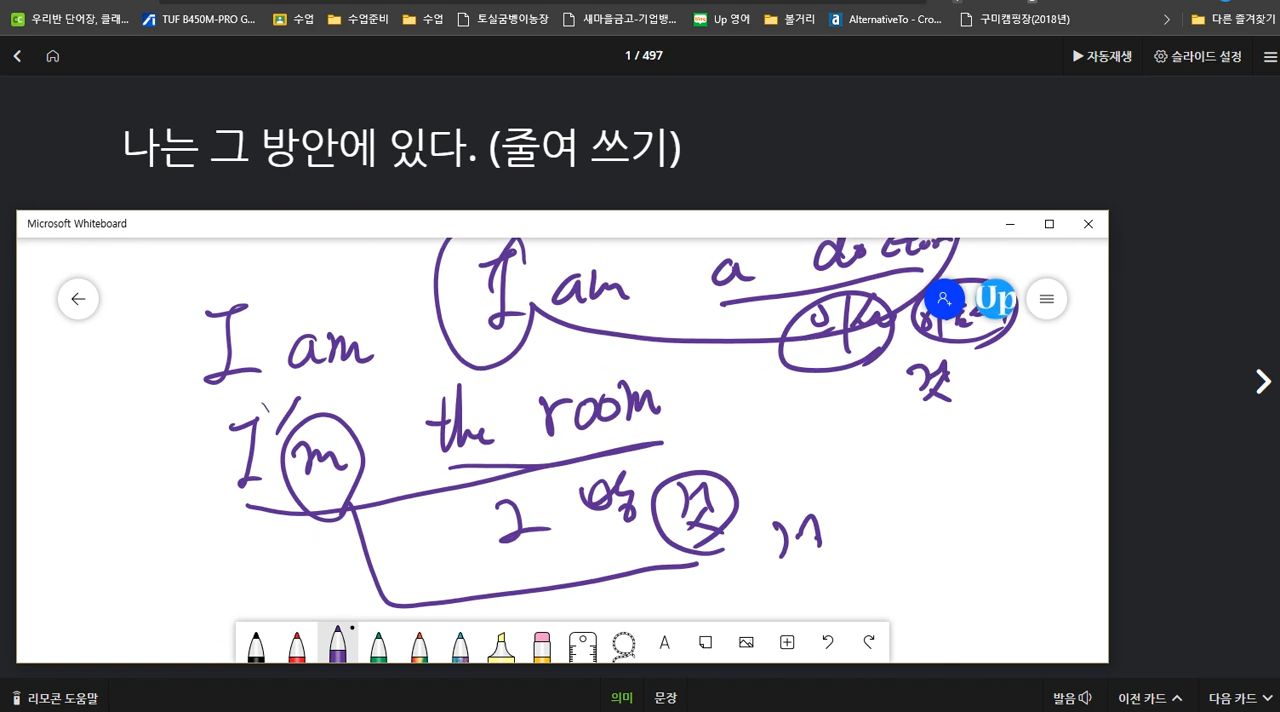 우리반 단어장, 클래... TUF B450M-PRO G... 수업 수업준비 수업 토실굼벵이농장 새마을금고-기업뱅... Up 영어 볼거리 AlternativeTo - Cro... 구미캠핑장(2018년) 다른 즐겨찾기
1 / 497 자동재생 슬라이드 설정
나는 그 방안에 있다. (줄여 쓰기)
Microsoft Whiteboard
I am a doctor
Up
I am
the room
I'm
2
A
리모콘 도움말 의미 문장 발음 이전 카드 다음 카드